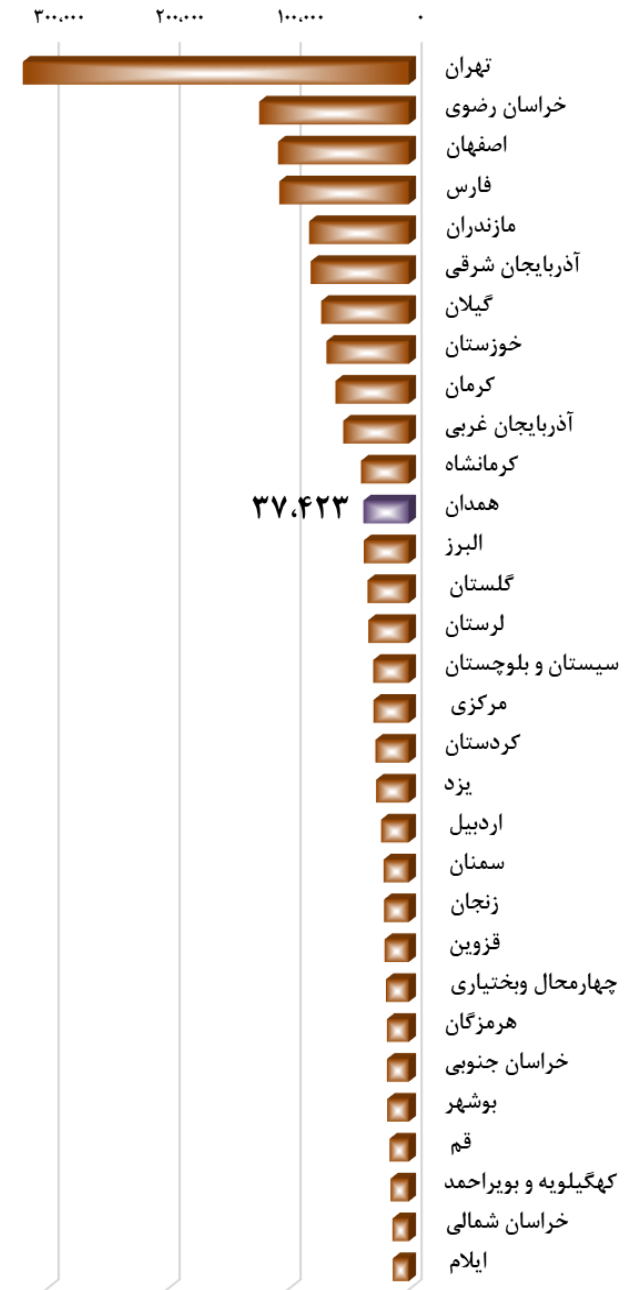 ۳۰۰،۰۰۰ ۲۰۰،۰۰۰ ۱۰۰،۰۰۰ ۰
تهران
خراسان رضوی
اصفهان
فارس
مازندران
آذربایجان شرقی
گیلان
خوزستان
کرمان
آذربایجان غربی
کرمانشاه
همدان ۳۷،۴۲۳
البرز
گلستان
لرستان
سیستان و بلوچستان
مرکزی
کردستان
یزد
اردبیل
سمنان
زنجان
قزوین
چهارمحال وبختیاری
هرمزگان
خراسان جنوبی
بوشهر
قم
کهگیلویه و بویراحمد
خراسان شمالی
ایلام